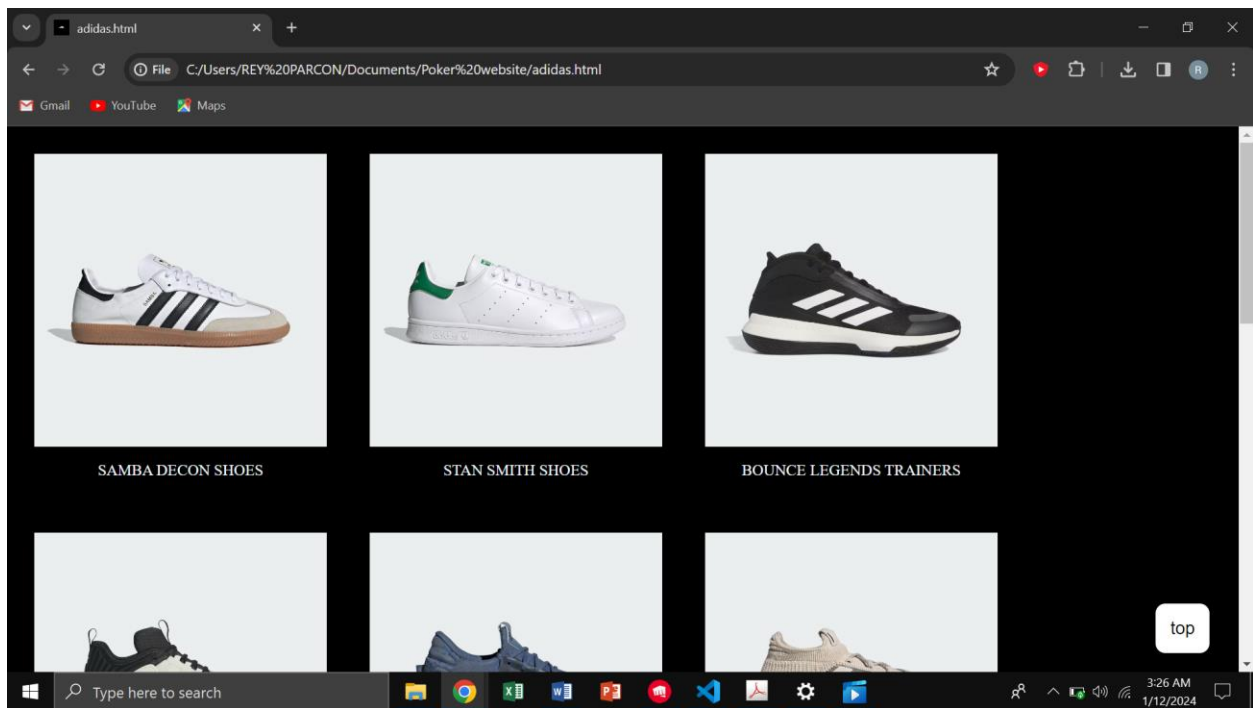 adidas.html
File C:/Users/REY%20PARCON/Documents/Poker%20website/adidas.html
R
Gmail YouTube Maps
SAMBA DECON SHOES STAN SMITH SHOES BOUNCE LEGENDS TRAINERS
top
Type here to search
3:26 AM
1/12/2024